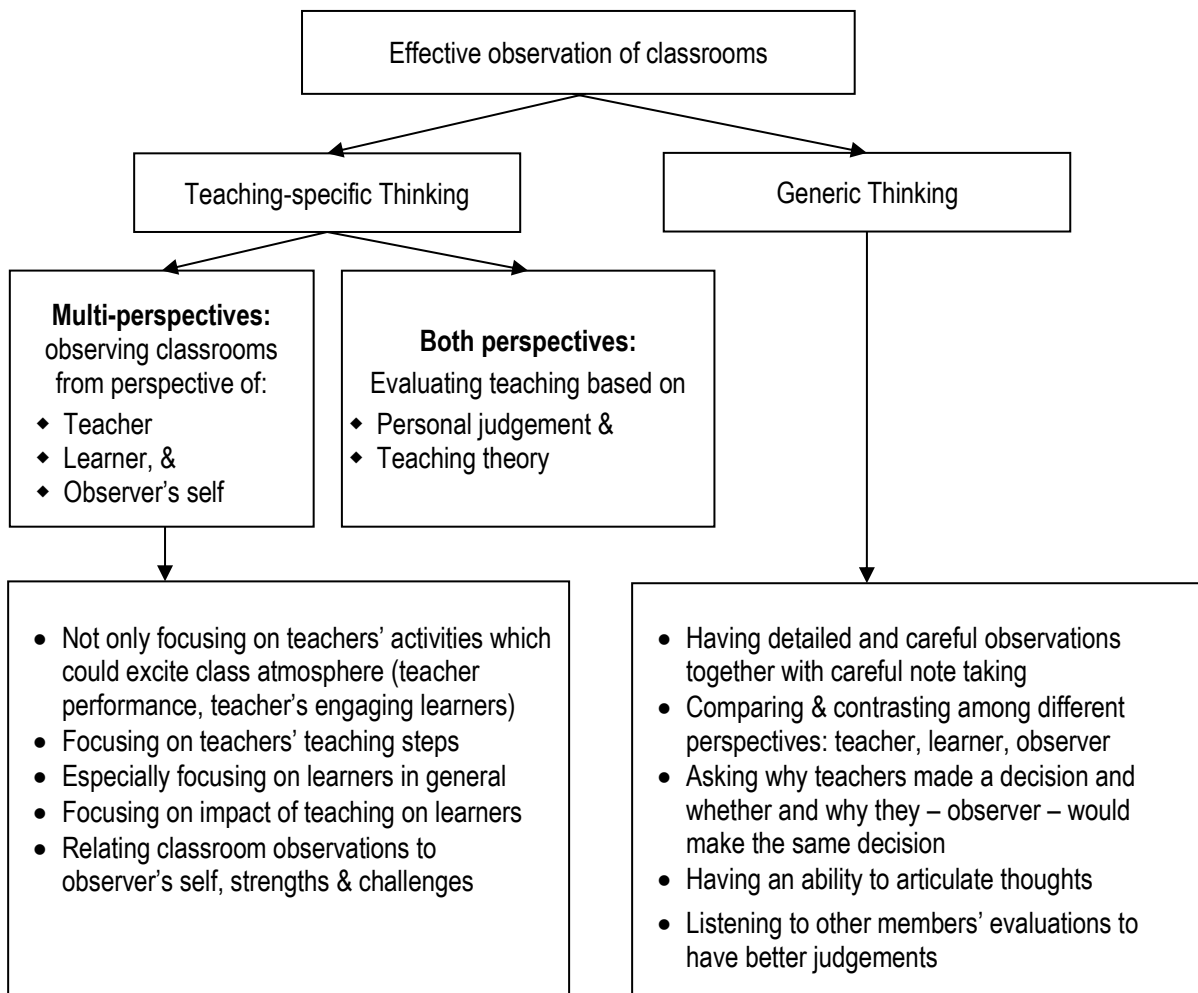 Effective observation of classrooms
Teaching-specific Thinking
Generic Thinking
Multi-perspectives:
observing classrooms
from perspective of:
◆ Teacher
◆ Learner, &
◆ Observer’s self
Both perspectives:
Evaluating teaching based on
◆ Personal judgement &
◆ Teaching theory
• Not only focusing on teachers’ activities which
could excite class atmosphere (teacher
performance, teacher’s engaging learners)
• Focusing on teachers’ teaching steps
• Especially focusing on learners in general
• Focusing on impact of teaching on learners
• Relating classroom observations to
observer’s self, strengths & challenges
• Having detailed and careful observations
together with careful note taking
• Comparing & contrasting among different
perspectives: teacher, learner, observer
• Asking why teachers made a decision and
whether and why they – observer – would
make the same decision
• Having an ability to articulate thoughts
• Listening to other members’ evaluations to
have better judgements